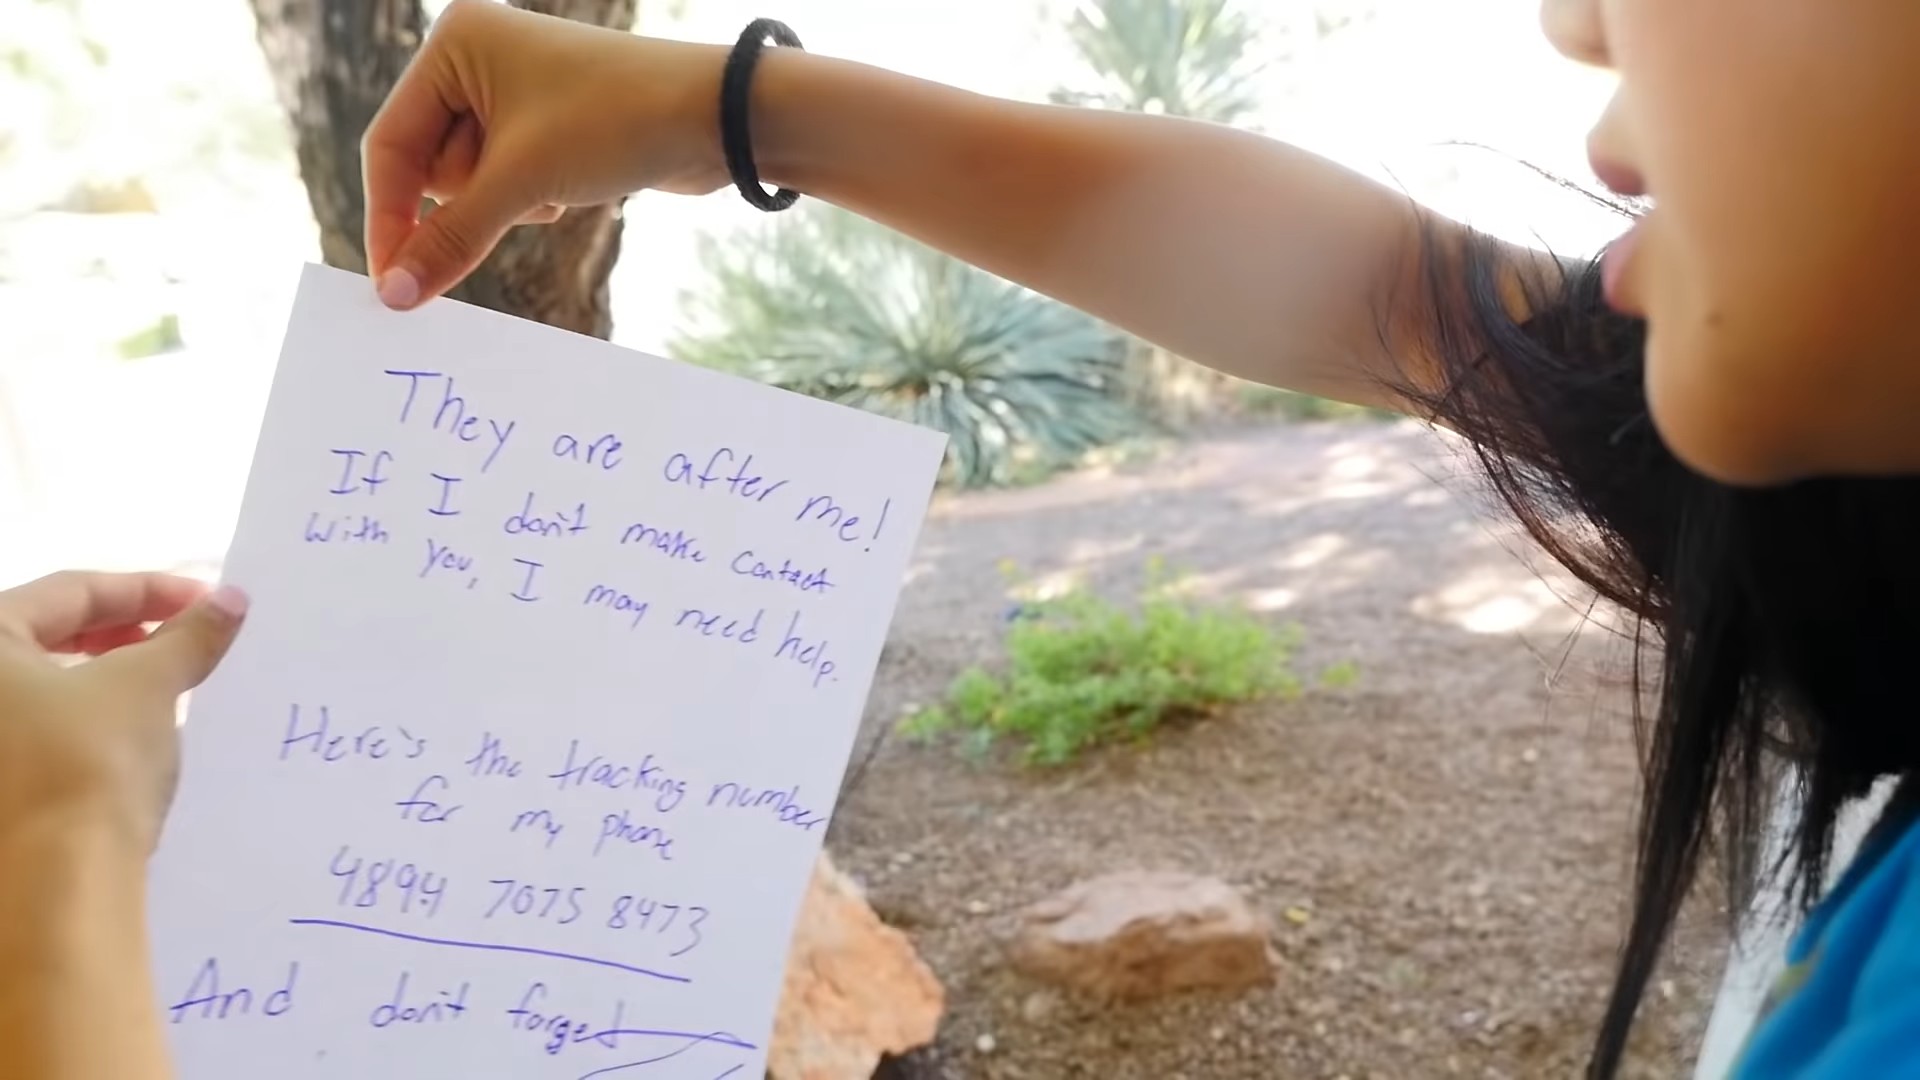 They are after me!
If I don't make contact
with you, I may need help.
Here's the tracking number
for my phone
4894 7075 8473
And don't forget